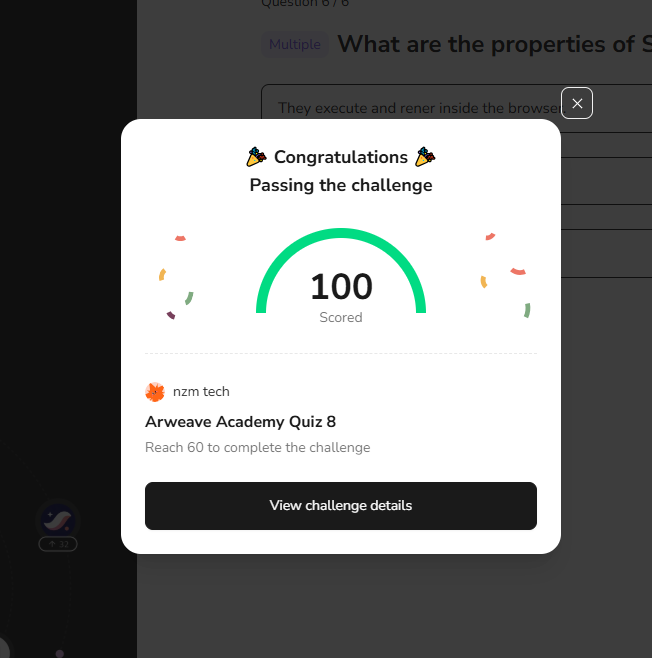 Question 6 / 6
Multiple
What are the properties of S
They execute and rener inside the browser
Congratulations
Passing the challenge
100
Scored
nzm tech
Arweave Academy Quiz 8
Reach 60 to complete the challenge
View challenge details
32